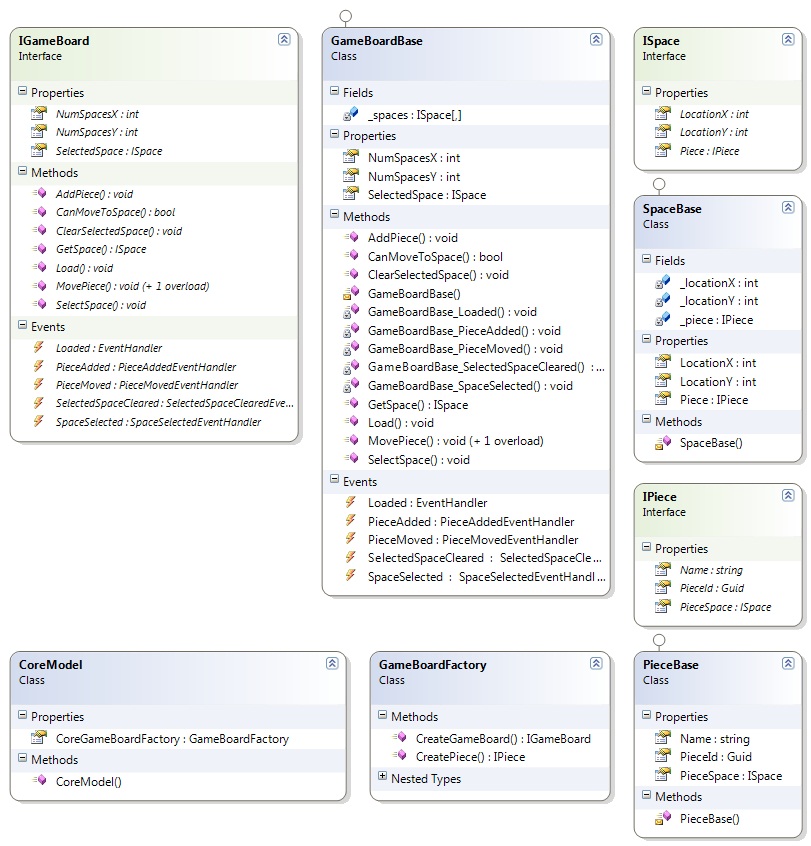 IGameBoard
Interface
Properties
NumSpacesX : int
NumSpacesY : int
SelectedSpace : ISpace
Methods
AddPiece() : void
CanMoveToSpace() : bool
ClearSelectedSpace() : void
GetSpace() : ISpace
Load() : void
MovePiece() : void (+ 1 overload)
SelectSpace() : void
Events
Loaded : EventHandler
PieceAdded : PieceAddedEventHandler
PieceMoved : PieceMovedEventHandler
SelectedSpaceCleared : SelectedSpaceClearedEve...
SpaceSelected : SpaceSelectedEventHandler
GameBoardBase
Class
Fields
_spaces : ISpace[,]
Properties
NumSpacesX : int
NumSpacesY : int
SelectedSpace : ISpace
Methods
AddPiece() : void
CanMoveToSpace() : bool
ClearSelectedSpace() : void
GameBoardBase()
GameBoardBase_Loaded() : void
GameBoardBase_PieceAdded() : void
GameBoardBase_PieceMoved() : void
GameBoardBase_SelectedSpaceCleared() : ...
GameBoardBase_SpaceSelected() : void
GetSpace() : ISpace
Load() : void
MovePiece() : void (+ 1 overload)
SelectSpace() : void
Events
Loaded : EventHandler
PieceAdded : PieceAddedEventHandler
PieceMoved : PieceMovedEventHandler
SelectedSpaceCleared : SelectedSpaceCle...
SpaceSelected : SpaceSelectedEventHandl...
ISpace
Interface
Properties
LocationX : int
LocationY : int
Piece : IPiece
SpaceBase
Class
Fields
_locationX : int
_locationY : int
_piece : IPiece
Properties
LocationX : int
LocationY : int
Piece : IPiece
Methods
SpaceBase()
IPiece
Interface
Properties
Name : string
PieceId : Guid
PieceSpace : ISpace
CoreModel
Class
Properties
CoreGameBoardFactory : GameBoardFactory
Methods
CoreModel()
GameBoardFactory
Class
Methods
CreateGameBoard() : IGameBoard
CreatePiece() : IPiece
Nested Types
PieceBase
Class
Properties
Name : string
PieceId : Guid
PieceSpace : ISpace
Methods
PieceBase()